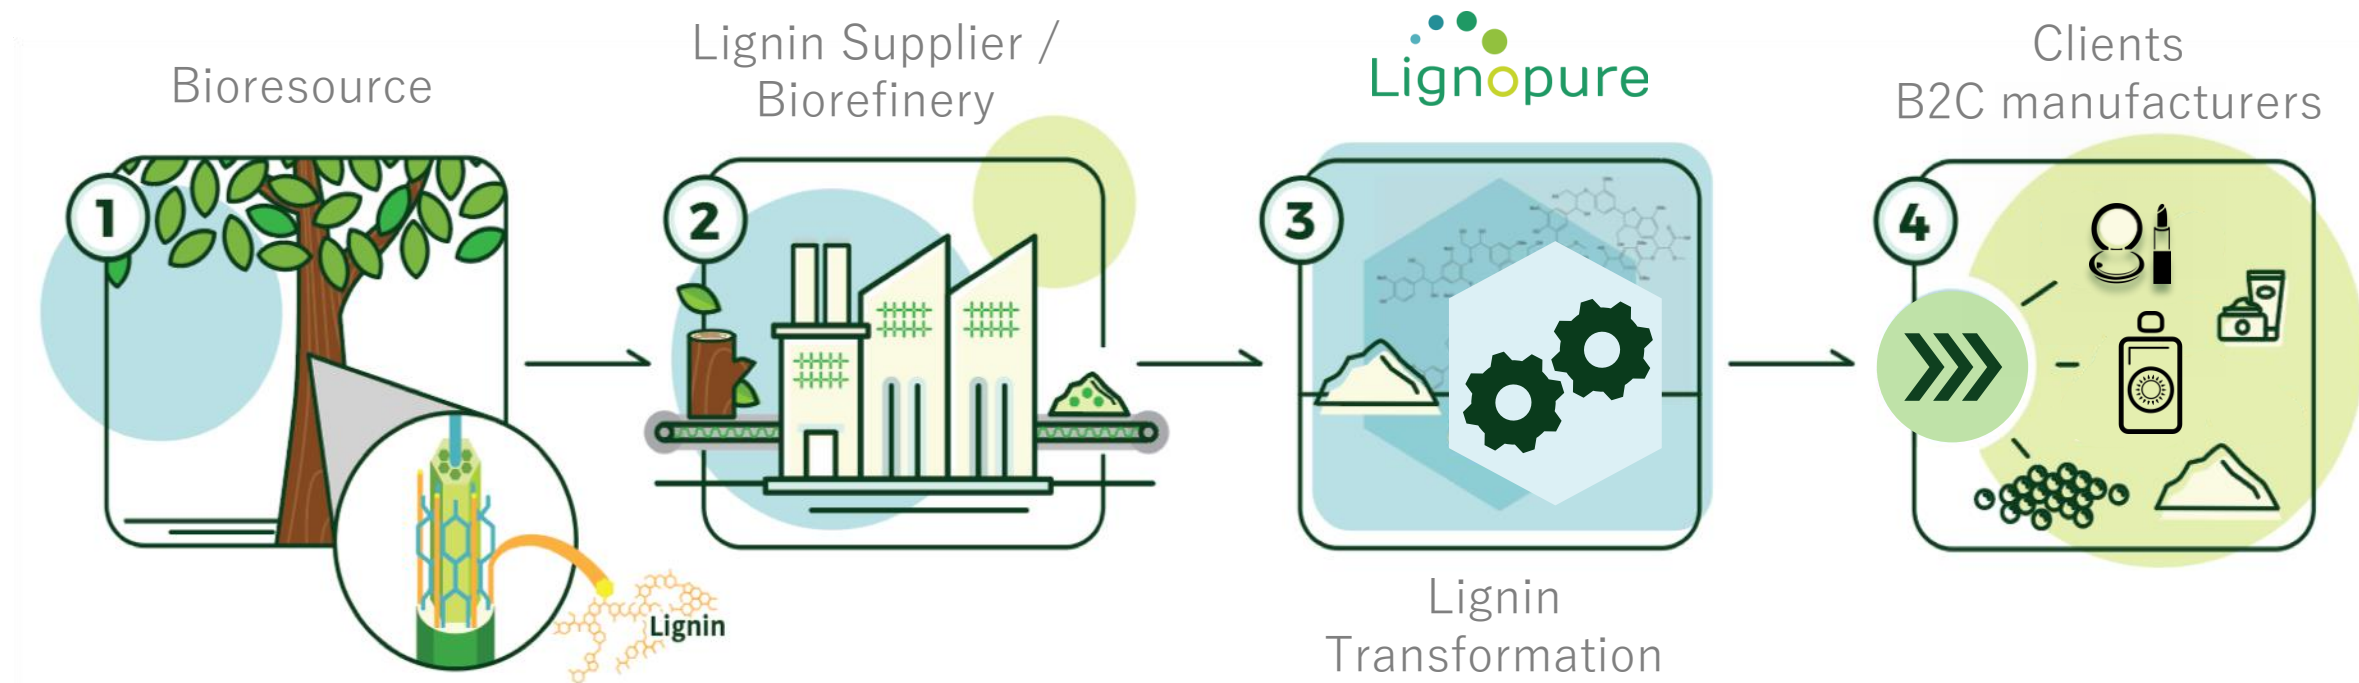 Bioresource
1
Lignin
Lignin Supplier /
Biorefinery
2
Lignopure
3
Lignin
Transformation
Clients
B2C manufacturers
4